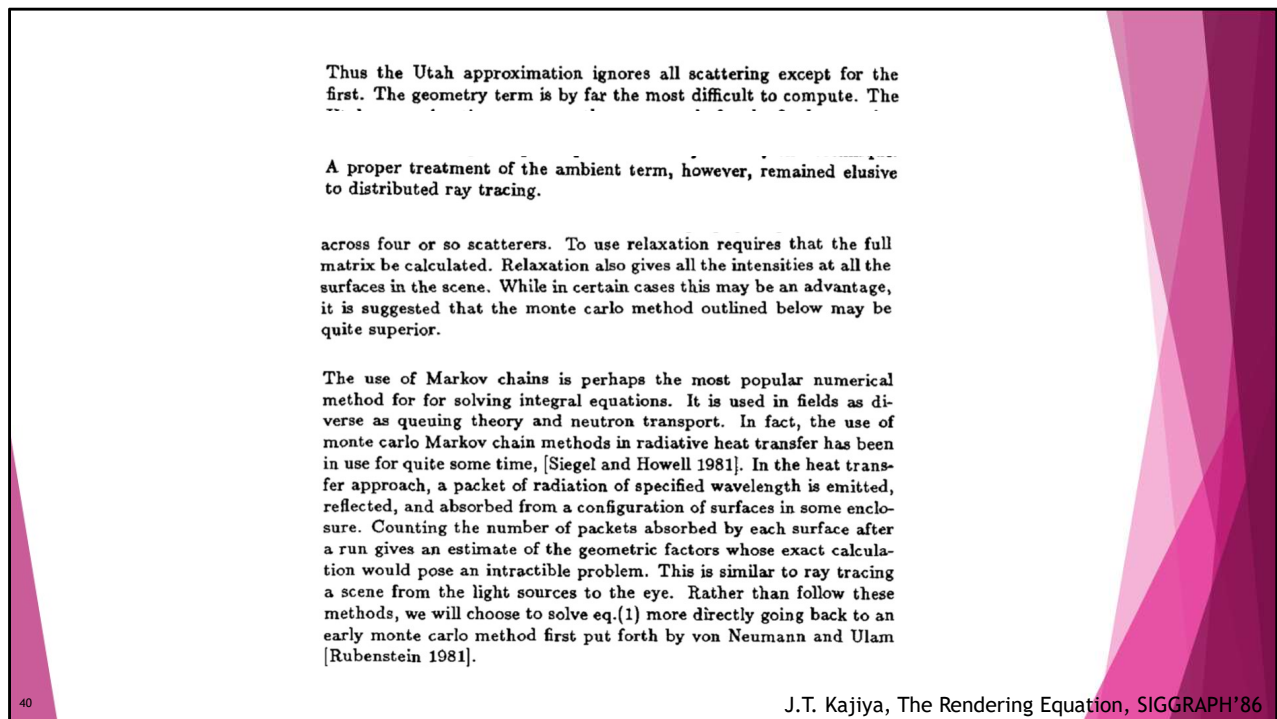 Thus the Utah approximation ignores all scattering except for the
first. The geometry term is by far the most difficult to compute. The
A proper treatment of the ambient term, however, remained elusive
to distributed ray tracing.
across four or so scatterers. To use relaxation requires that the full
matrix be calculated. Relaxation also gives all the intensities at all the
surfaces in the scene. While in certain cases this may be an advantage,
it is suggested that the monte carlo method outlined below may be
quite superior.
The use of Markov chains is perhaps the most popular numerical
method for for solving integral equations. It is used in fields as di-
verse as queuing theory and neutron transport. In fact, the use of
monte carlo Markov chain methods in radiative heat transfer has been
in use for quite some time, [Siegel and Howell 1981]. In the heat trans-
fer approach, a packet of radiation of specified wavelength is emitted,
reflected, and absorbed from a configuration of surfaces in some enclo-
sure. Counting the number of packets absorbed by each surface after
a run gives an estimate of the geometric factors whose exact calcula-
tion would pose an intractible problem. This is similar to ray tracing
a scene from the light sources to the eye. Rather than follow these
methods, we will choose to solve eq.(1) more directly going back to an
early monte carlo method first put forth by von Neumann and Ulam
[Rubenstein 1981].
40
J.T. Kajiya, The Rendering Equation, SIGGRAPH'86